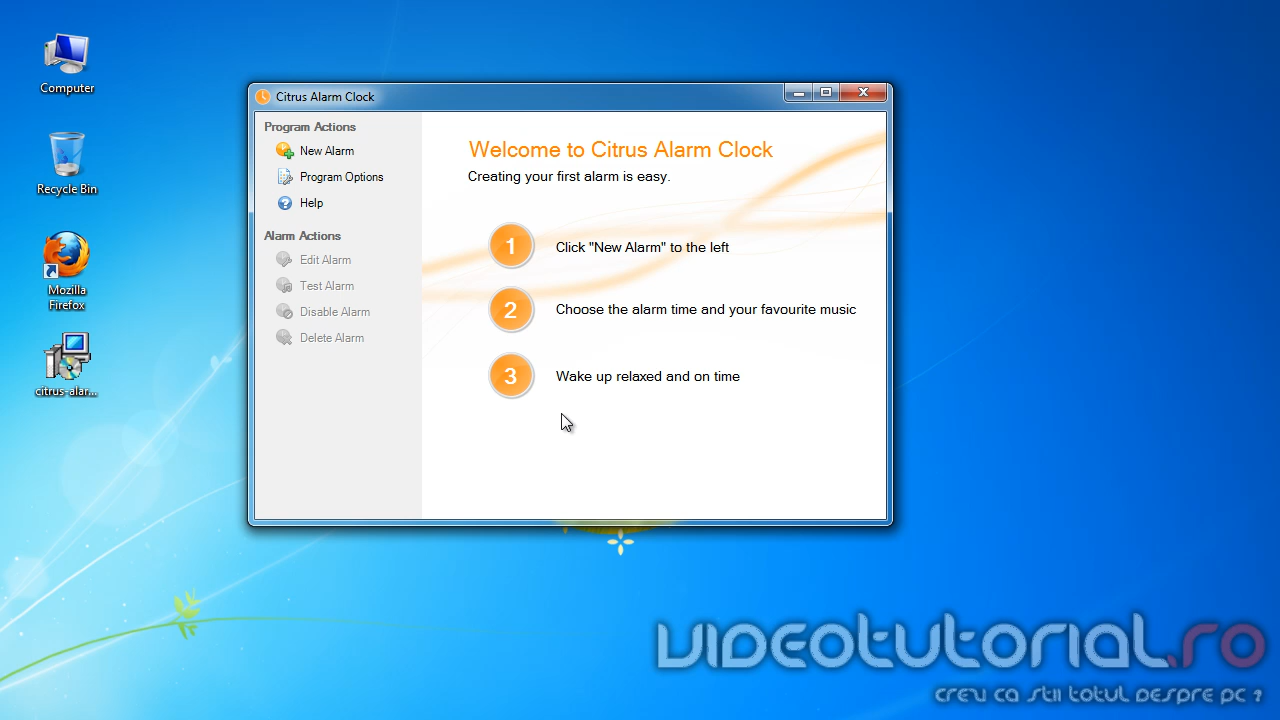 Computer
Recycle Bin
Mozilla
Firefox
citrus-alar...
Citrus Alarm Clock
Program Actions
New Alarm
Program Options
Help
Alarm Actions
Edit Alarm
Test Alarm
Disable Alarm
Delete Alarm
Welcome to Citrus Alarm Clock
Creating your first alarm is easy.
1 Click "New Alarm" to the left
2 Choose the alarm time and your favourite music
3 Wake up relaxed and on time
VIDEOTUTORIAL.RO
CREU CA STII TOTUL DESPRE PC ?